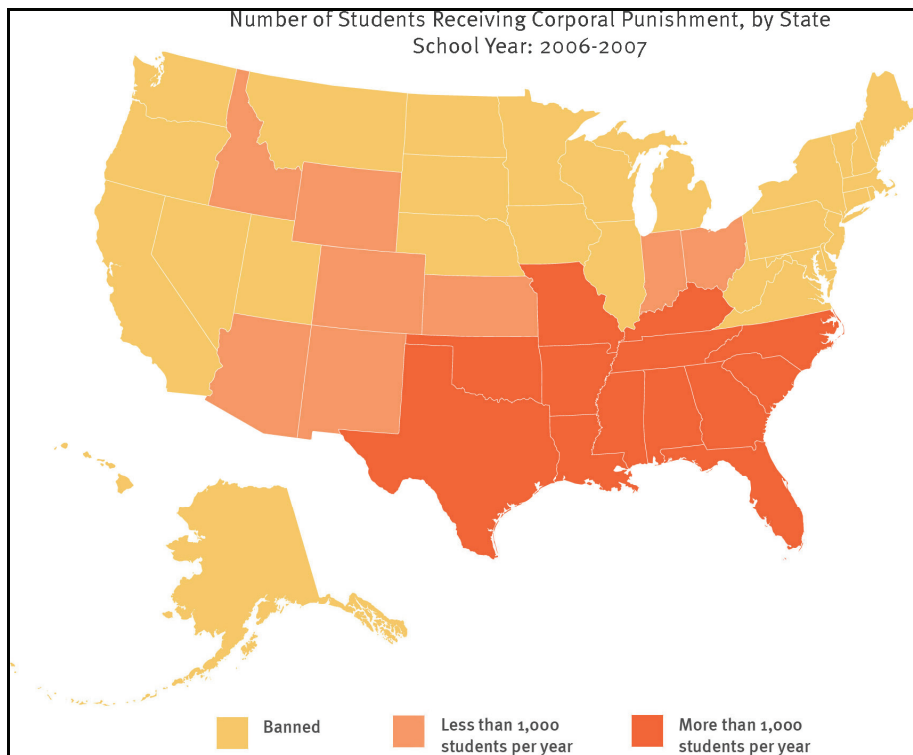 Number of Students Receiving Corporal Punishment, by State
School Year: 2006-2007
Banned
Less than 1,000
students per year
More than 1,000
students per year